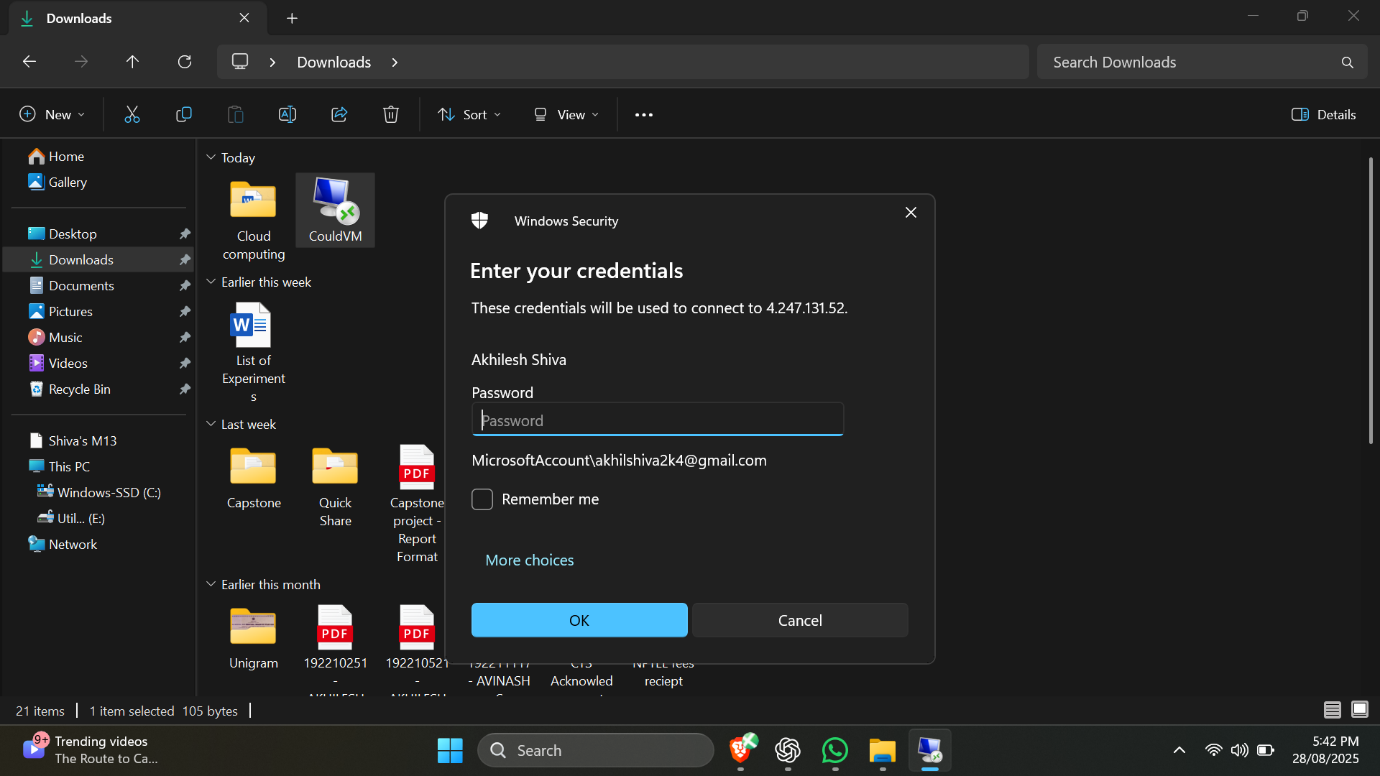 Downloads
Downloads
Search Downloads
New
Sort
View
Details
Home
Gallery
Desktop
Downloads
Documents
Pictures
Music
Videos
Recycle Bin
Shiva's M13
This PC
Windows-SSD (C:)
Util... (E:)
Network
Today
Cloud
computing
CouldVM
Earlier this week
W
List of
Experiment
s
Last week
Capstone
Quick
Share
PDF
Capstone
project -
Report
Format
Earlier this month
Unigram
PDF
192210251
-
PDF
192210521
-
- AVINASH
Acknowled
NPTEL fees
reciept
Windows Security
Enter your credentials
These credentials will be used to connect to 4.247.131.52.
Akhilesh Shiva
Password
Password
MicrosoftAccount\akhilshiva2k4@gmail.com
Remember me
More choices
OK
Cancel
21 items
1 item selected 105 bytes
9+
Trending videos
The Route to Ca...
Search
5:42 PM
28/08/2025